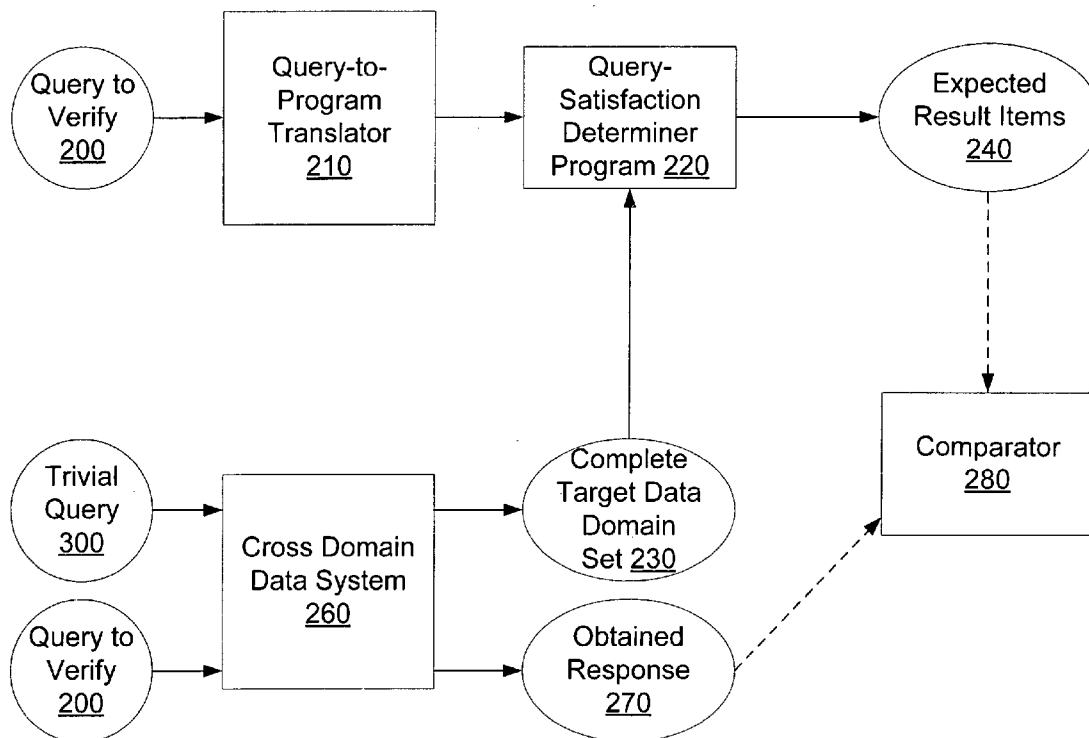 Query to
Verify
200
Query-to-
Program
Translator
210
Query-
Satisfaction
Determiner
Program 220
Expected
Result Items
240
Trivial
Query
300
Cross Domain
Data System
260
Complete
Target Data
Domain
Set 230
Comparator
280
Query to
Verify
200
Obtained
Response
270